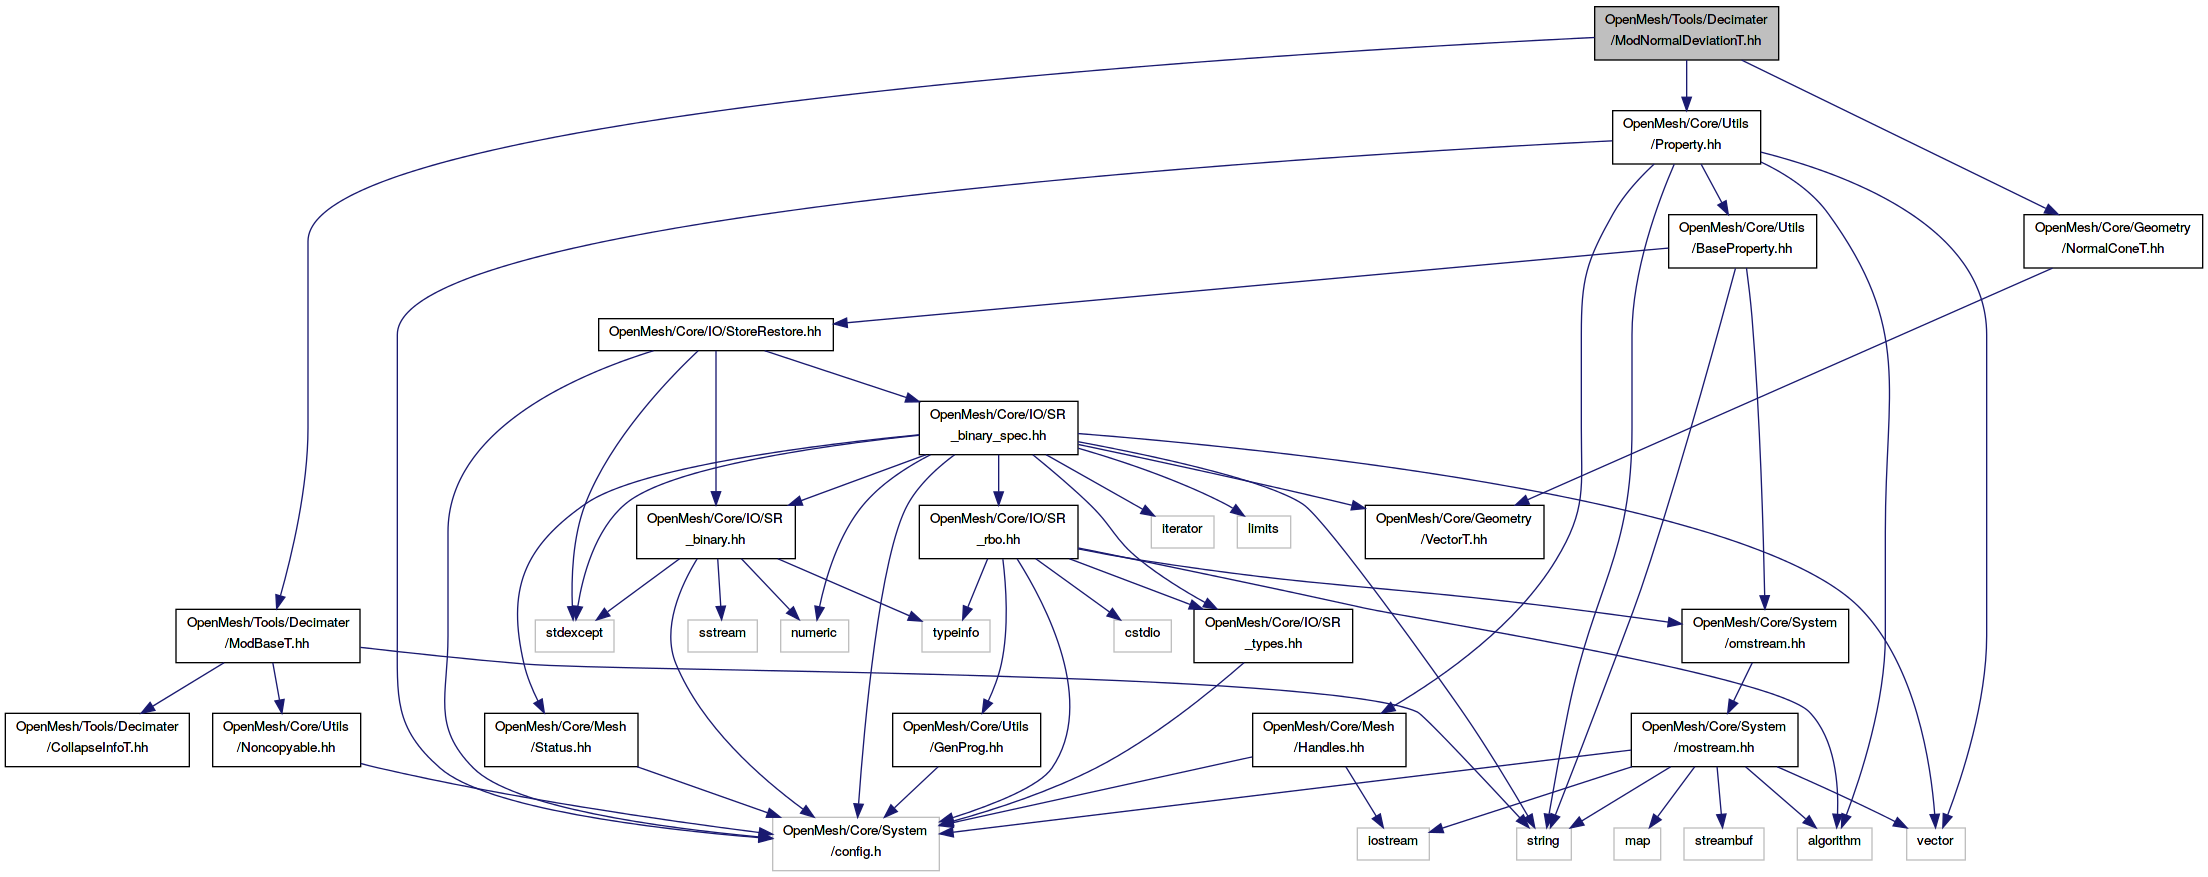 OpenMesh/Tools/Decimater
/ModNormalDeviationT.hh
OpenMesh/Core/Utils
/Property.hh
OpenMesh/Core/Utils
/BaseProperty.hh
OpenMesh/Core/Geometry
/NormalConeT.hh
OpenMesh/Core/IO/StoreRestore.hh
OpenMesh/Core/IO/SR
_binary_spec.hh
OpenMesh/Core/IO/SR
_binary.hh
OpenMesh/Core/IO/SR
_rbo.hh
iterator
limits
OpenMesh/Core/Geometry
/VectorT.hh
OpenMesh/Tools/Decimater
/ModBaseT.hh
stdexcept
sstream
numeric
typeinfo
cstdio
OpenMesh/Core/IO/SR
_types.hh
OpenMesh/Core/System
/omstream.hh
OpenMesh/Tools/Decimater
/CollapseInfoT.hh
OpenMesh/Core/Utils
/Noncopyable.hh
OpenMesh/Core/Mesh
/Status.hh
OpenMesh/Core/Utils
/GenProg.hh
OpenMesh/Core/Mesh
/Handles.hh
OpenMesh/Core/System
/mostream.hh
OpenMesh/Core/System
/config.h
iostream
string
map
streambuf
algorithm
vector